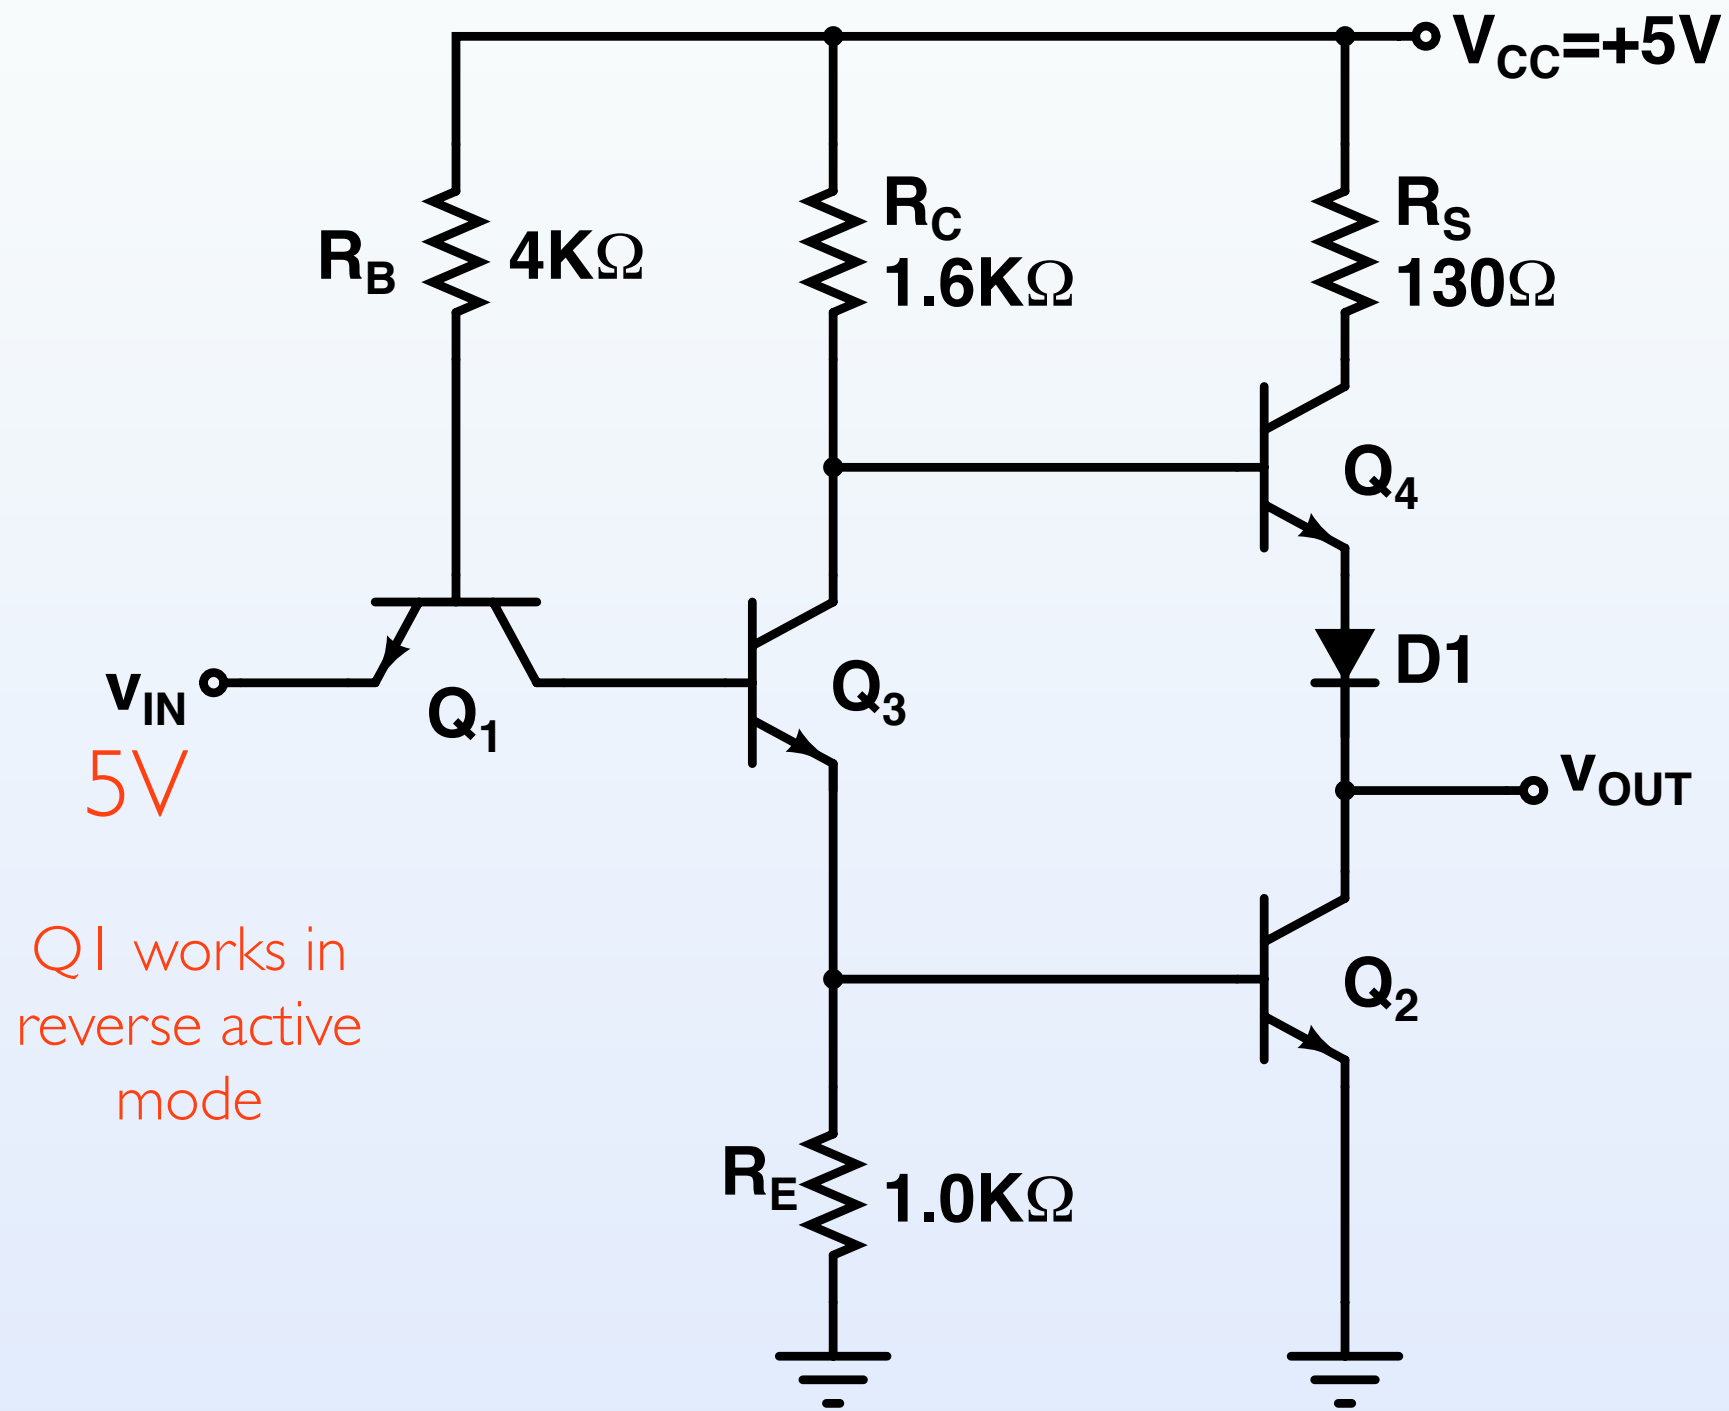 V_CC=+5V
R_B 4KΩ
R_C
1.6KΩ
R_S
130Ω
Q_4
v_IN
5V
Q_1
Q_3
D1
v_OUT
Q1 works in
reverse active
mode
Q_2
R_E 1.0KΩ